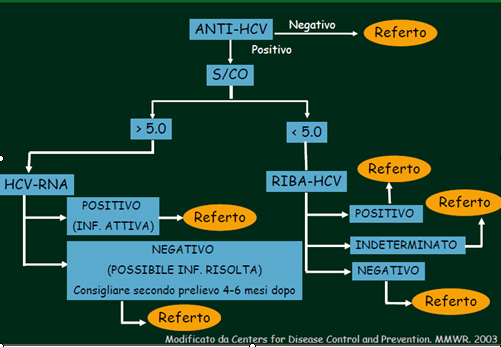 ANTI-HCV
Negativo
Referto
Positivo
S/CO
> 5.0
< 5.0
HCV-RNA
RIBA-HCV
Referto
Referto
POSITIVO
(INF. ATTIVA)
Referto
POSITIVO
INDETERMINATO
NEGATIVO
(POSSIBILE INF. RISOLTA)
Consigliare secondo prelievo 4-6 mesi dopo
NEGATIVO
Referto
Referto
Modificato da Centers for Disease Control and Prevention. MMWR. 2003